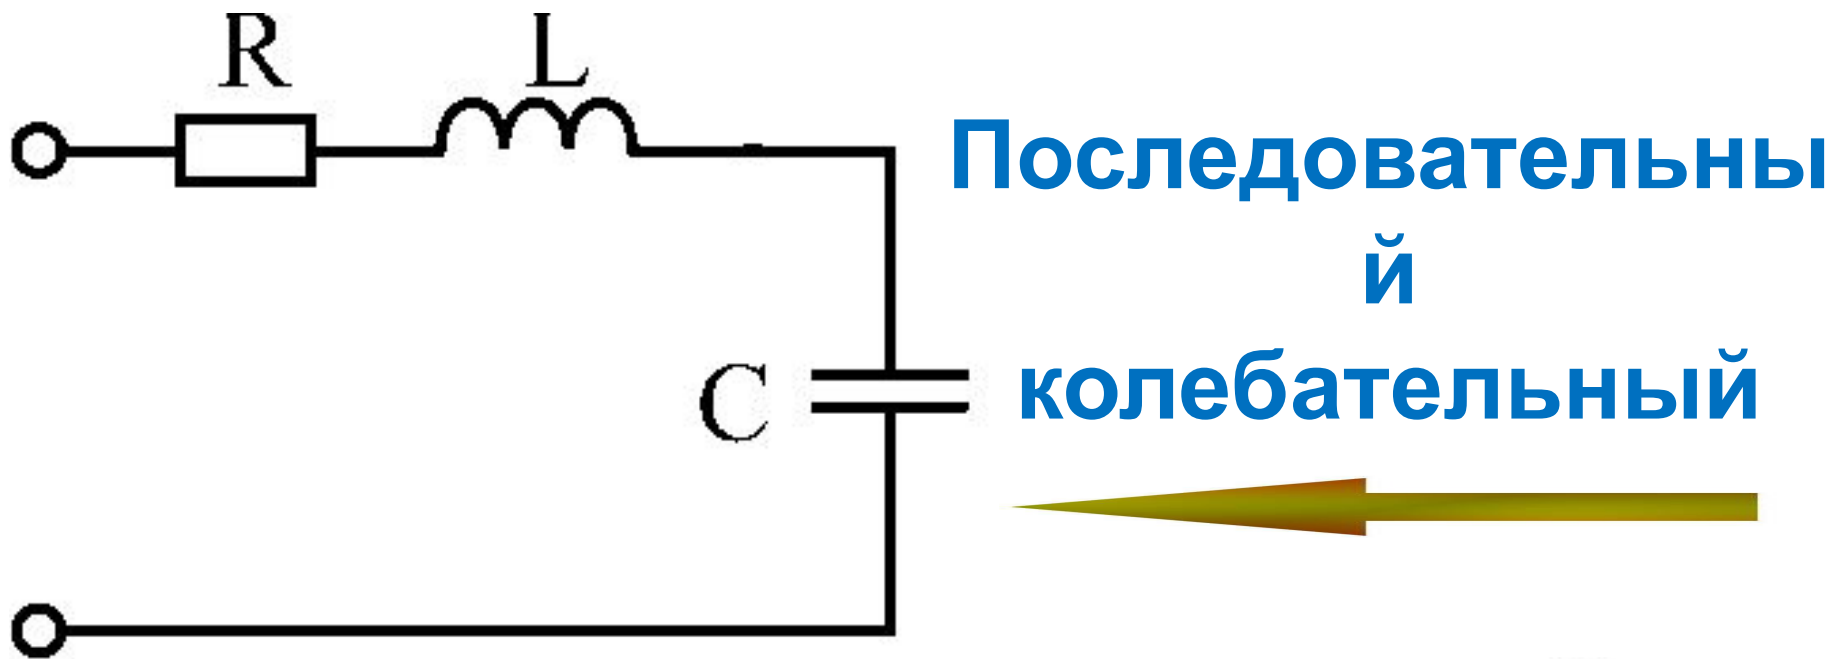 R L
Последовательны
й
колебательный
C